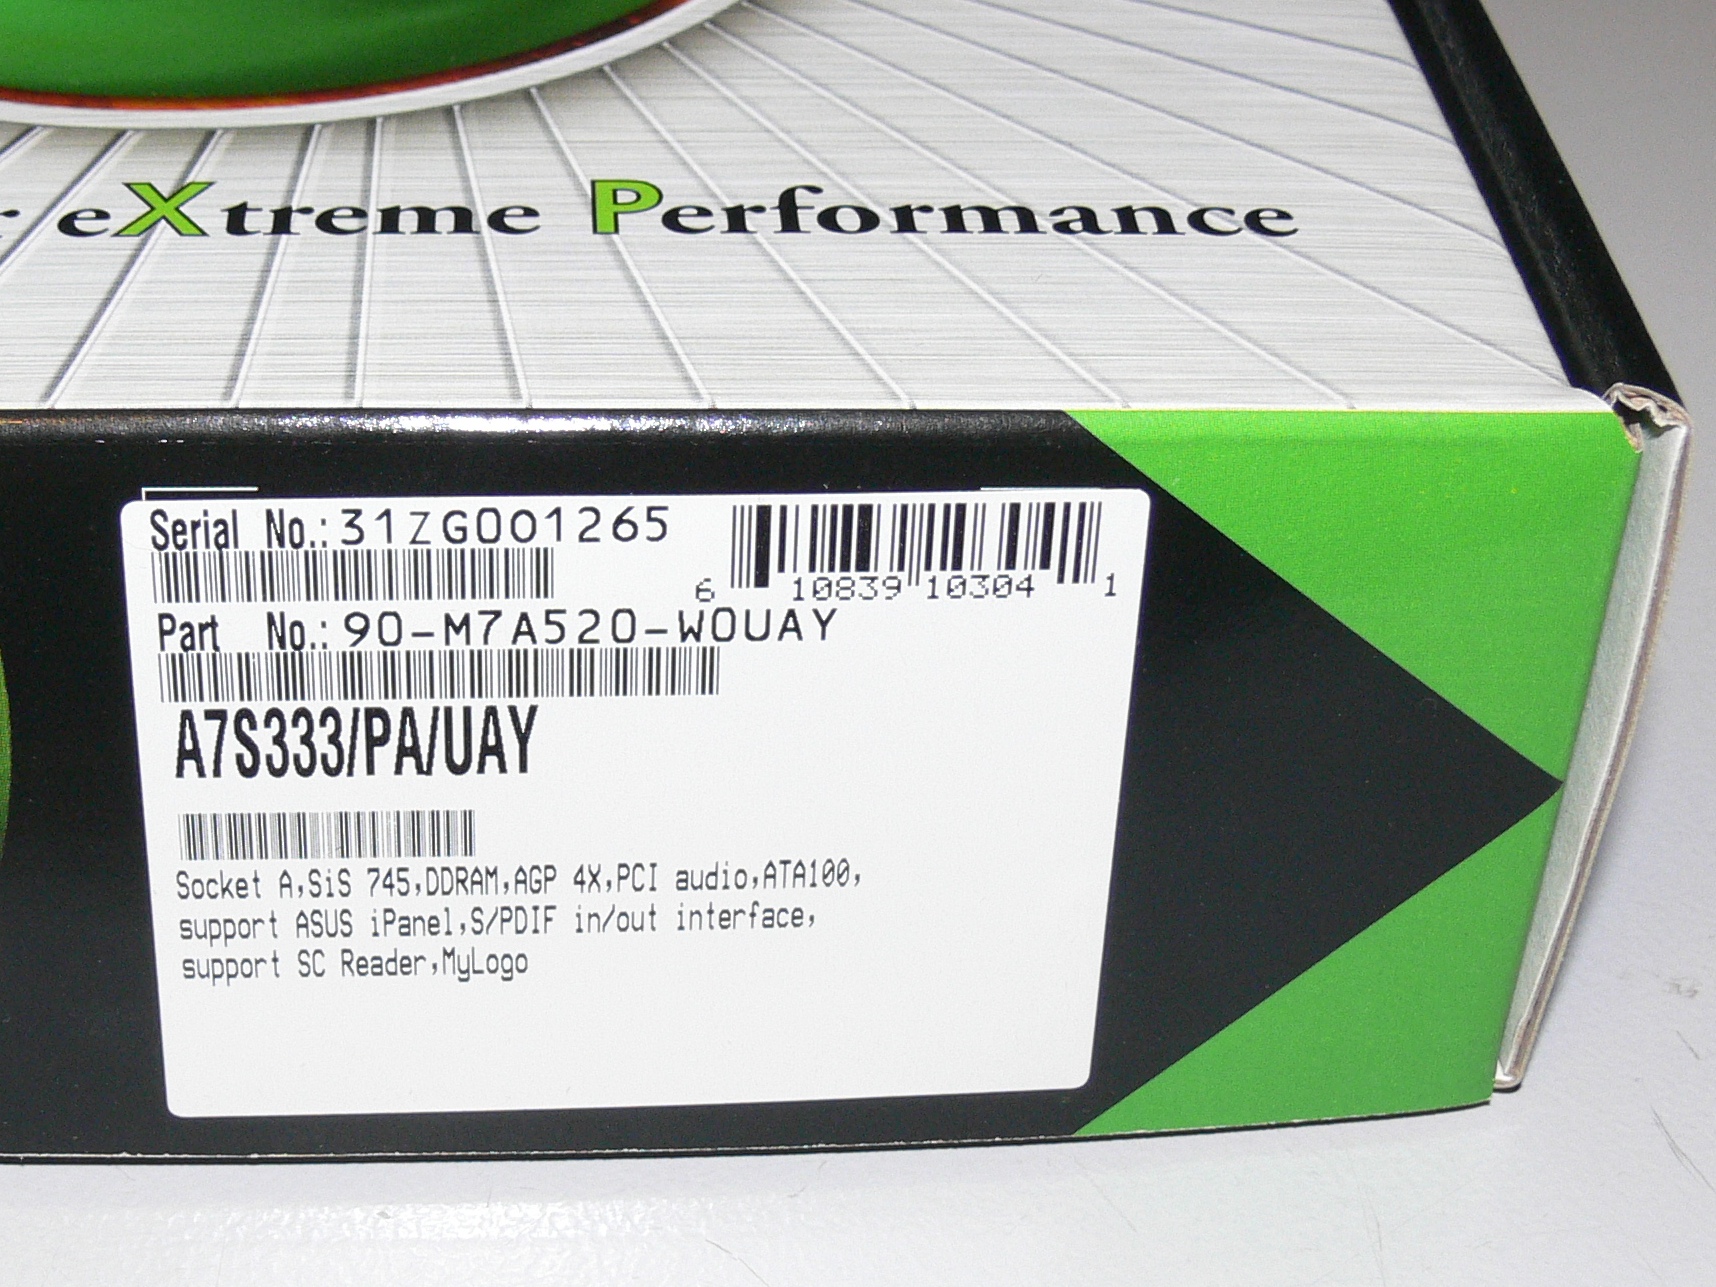 r eXtreme Performance
Serial No.: 31ZG001265
6 10839 10304 1
Part No.: 90-M7A520-W0UAY
A7S333/PA/UAY
Socket A,SiS 745,DDRAM,AGP 4X,PCI audio,ATA100,
support ASUS iPanel,S/PDIF in/out interface,
support SC Reader,MyLogo